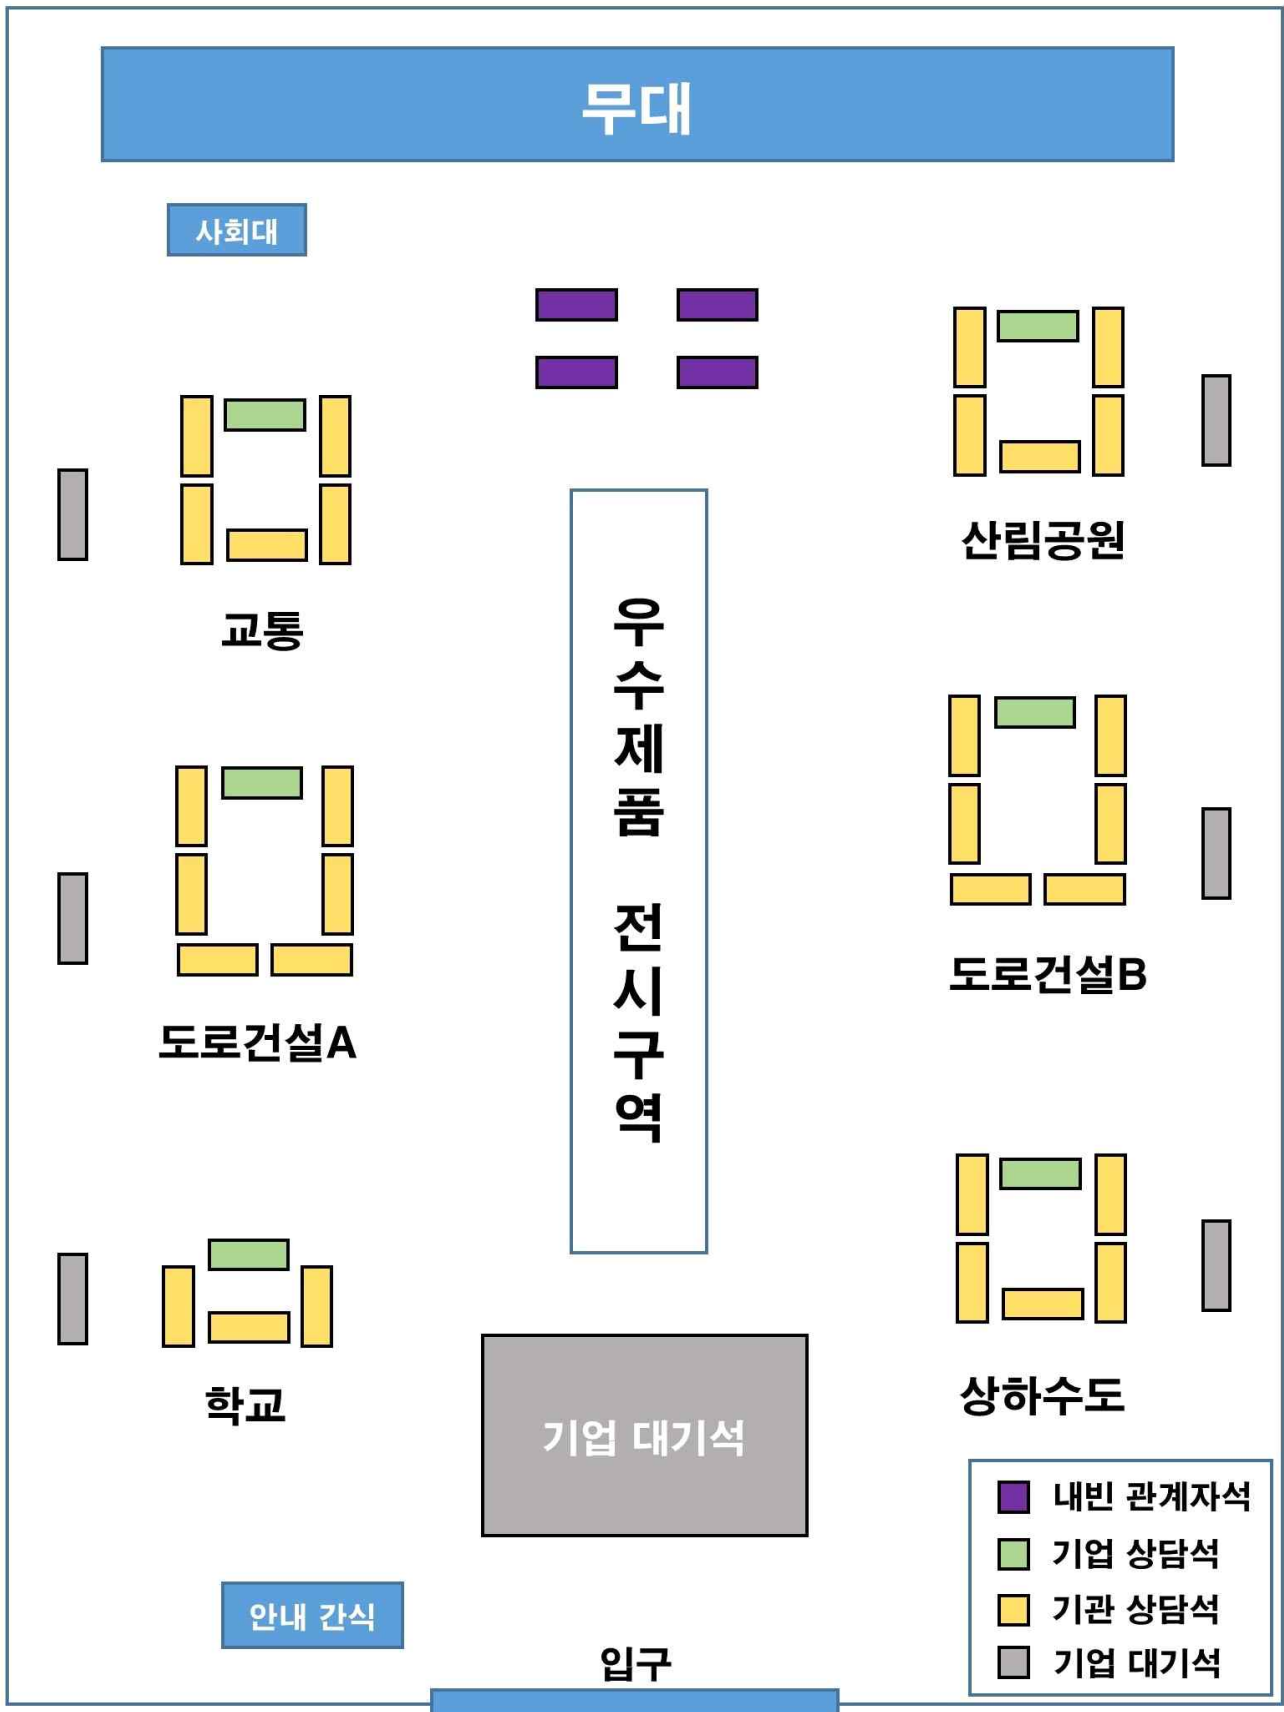 무대
사회대
산림공원
교통
우수제품 전시구역
도로건설B
도로건설A
상하수도
학교
기업 대기석
내빈 관계자석
기업 상담석
기관 상담석
기업 대기석
안내 간식
입구